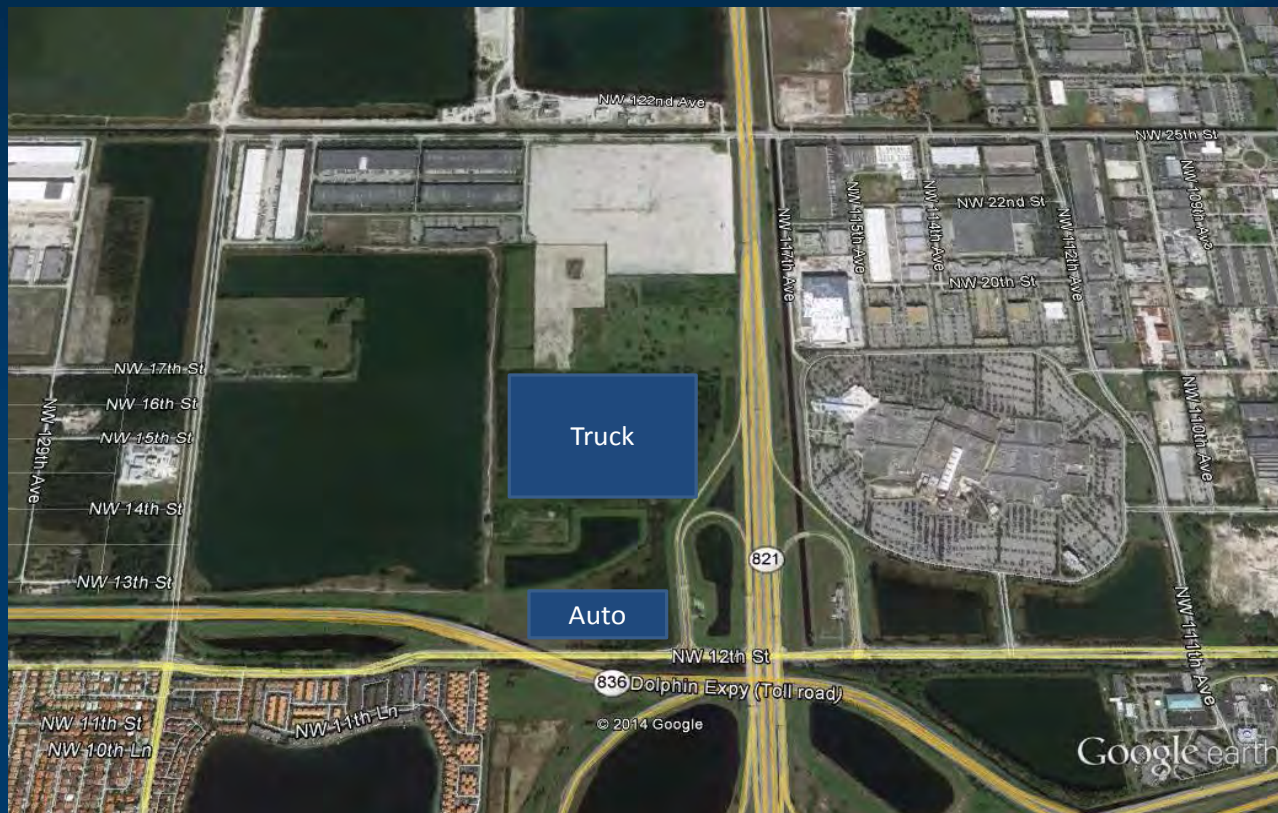 NW 122nd Ave
NW 25th St
NW 109th Ave
NW 22nd St
NW 115th Ave
NW 114th Ave
NW 117th Ave
NW 112th Ave
NW 20th St
NW 17th St
NW 16th St
NW 129th Ave
NW 15th St
NW 110th Ave
Truck
NW 14th St
821
NW 13th St
Auto
NW 111th Ave
NW 12th St
836
Dolphin Expy (Toll road)
NW 11th St
NW 11th Ln
NW 10th Ln
© 2014 Google
Google earth